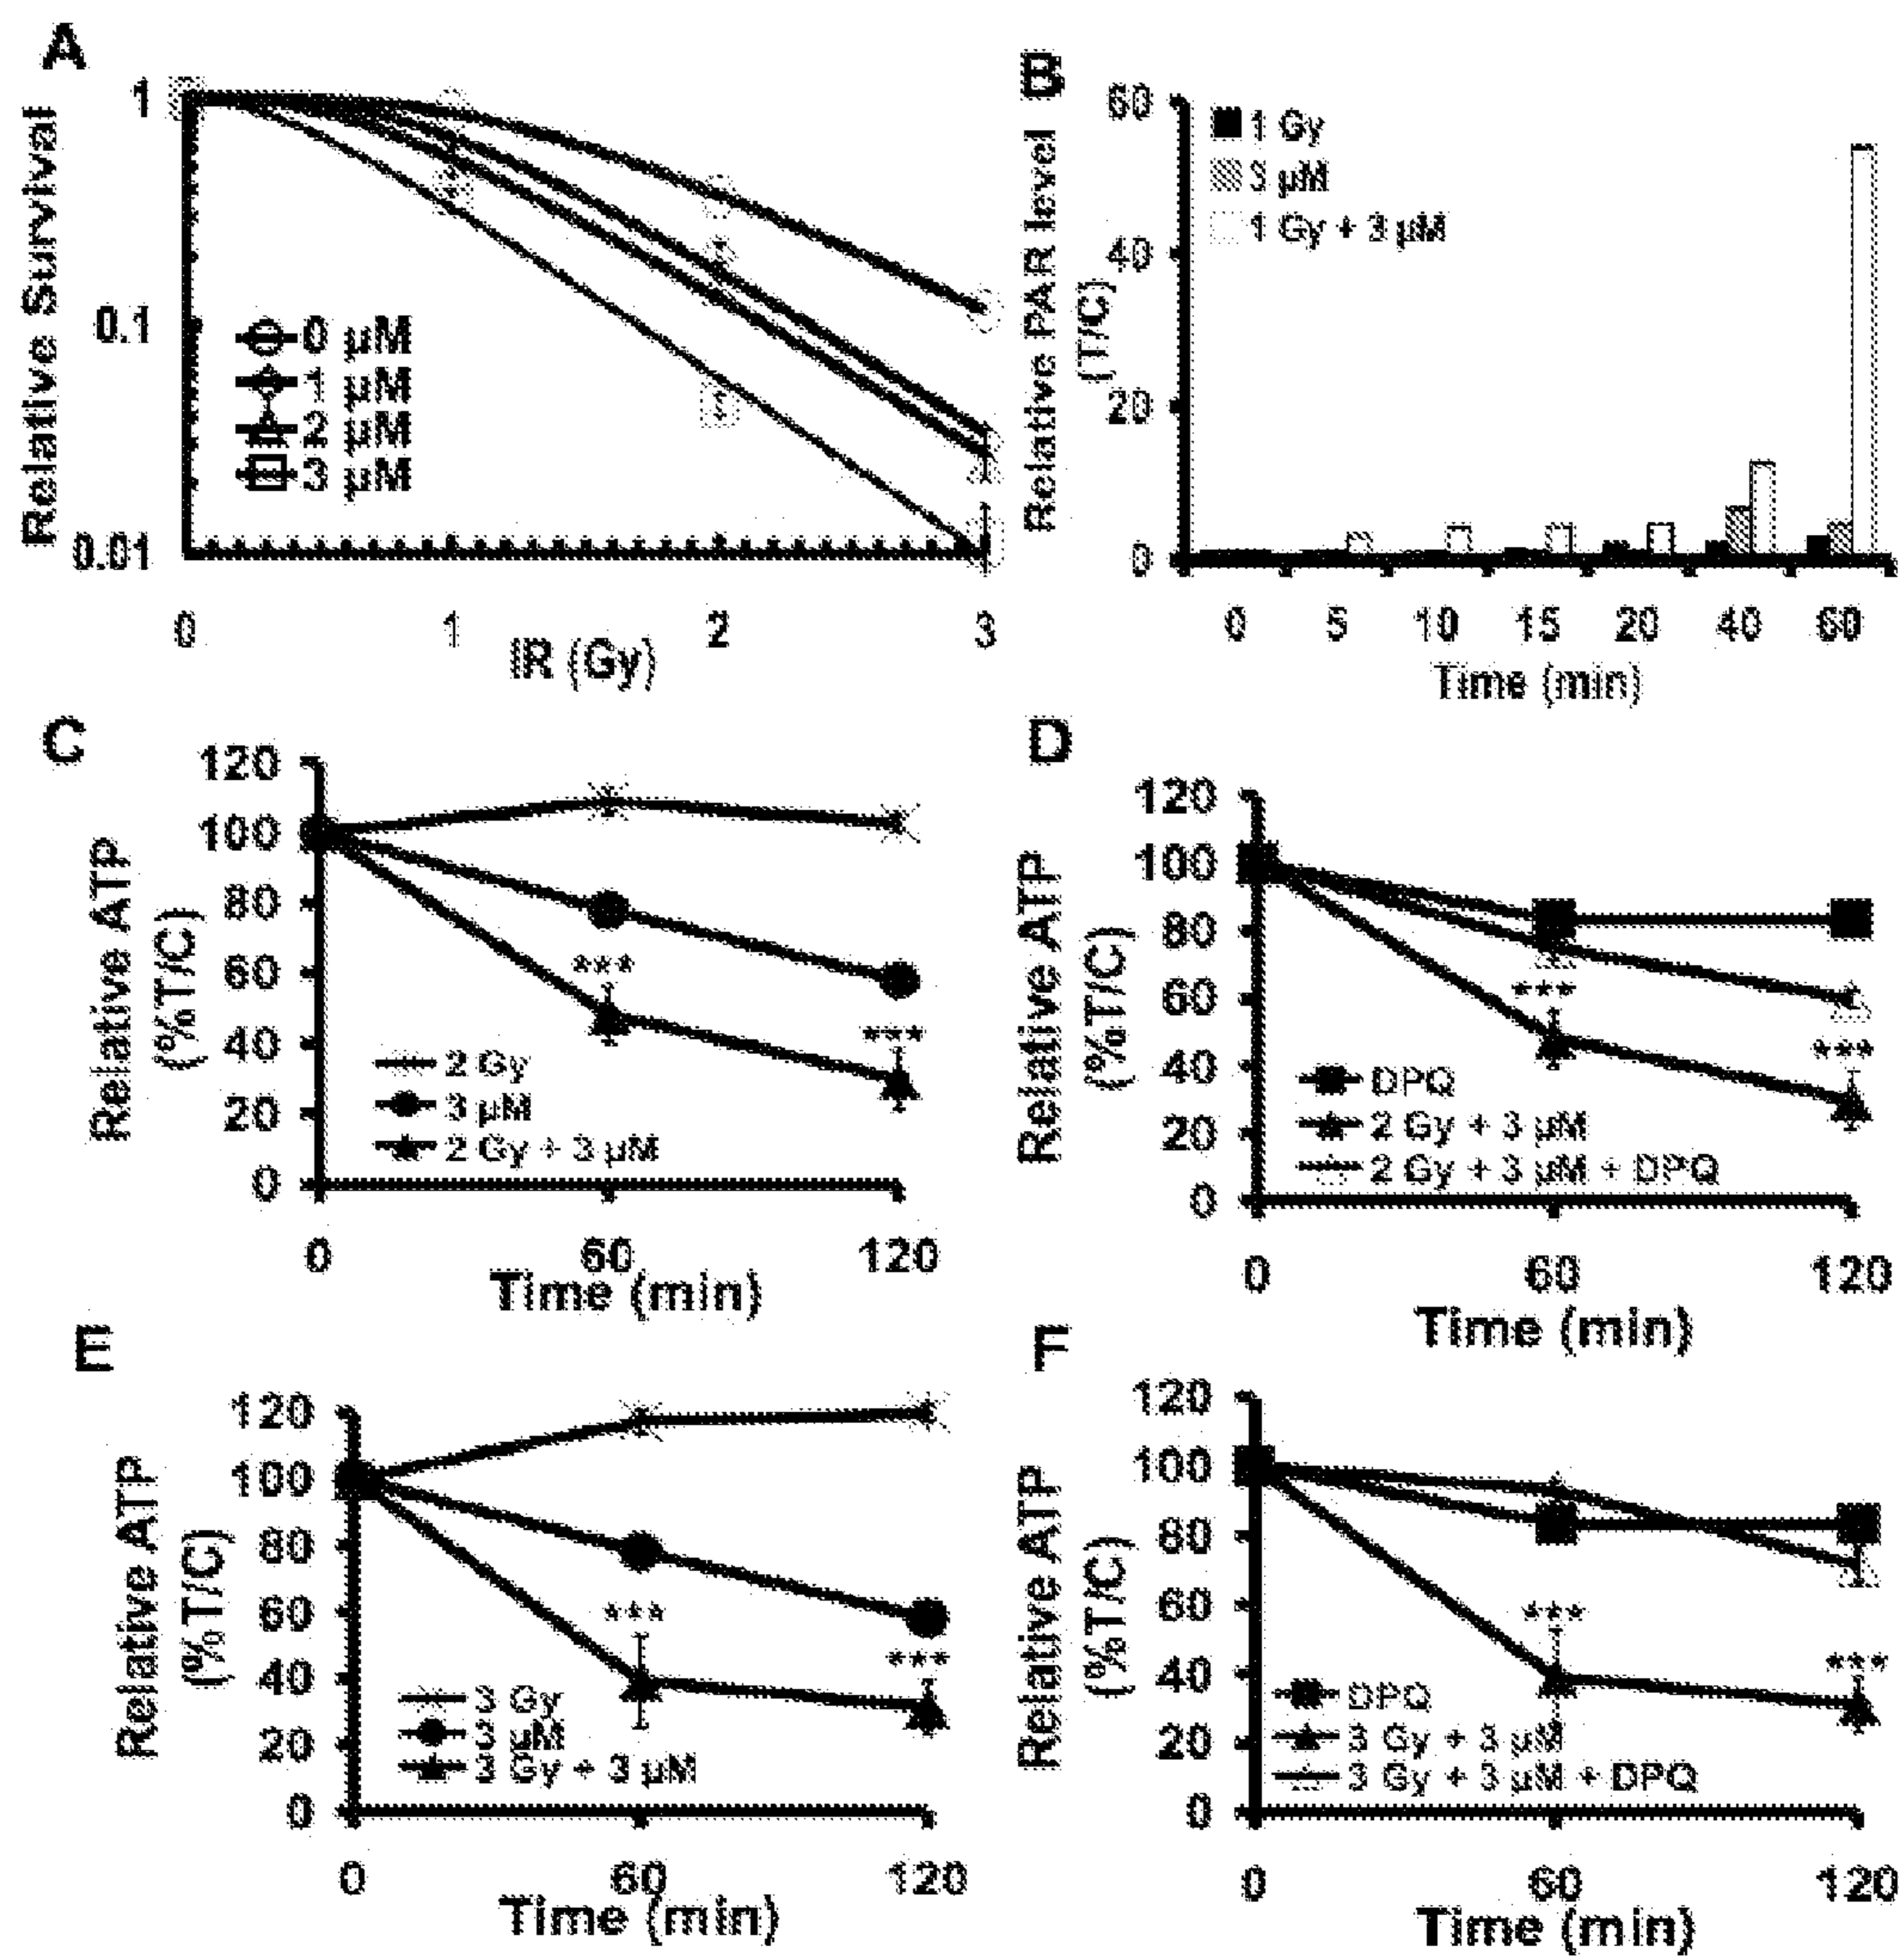 A
Relative Survival
1
0.1
0.01
0 µM
1 µM
2 µM
3 µM
0 1 2 3
IR (Gy)
B
Relative PAR level
(T/C)
60
40
20
0
1 Gy
3 µM
1 Gy + 3 µM
0 5 10 15 20 40 60
Time (min)
C
Relative ATP
(%T/C)
120
100
80
60
40
20
0
***
***
2 Gy
3 µM
2 Gy + 3 µM
0 60 120
Time (min)
D
Relative ATP
(%T/C)
120
100
80
60
40
20
0
***
***
DPQ
2 Gy + 3 µM
2 Gy + 3 µM + DPQ
0 60 120
Time (min)
E
Relative ATP
(%T/C)
120
100
80
60
40
20
0
***
***
3 Gy
3 µM
3 Gy + 3 µM
0 60 120
Time (min)
F
Relative ATP
(%T/C)
120
100
80
60
40
20
0
***
***
DPQ
3 Gy + 3 µM
3 Gy + 3 µM + DPQ
0 60 120
Time (min)